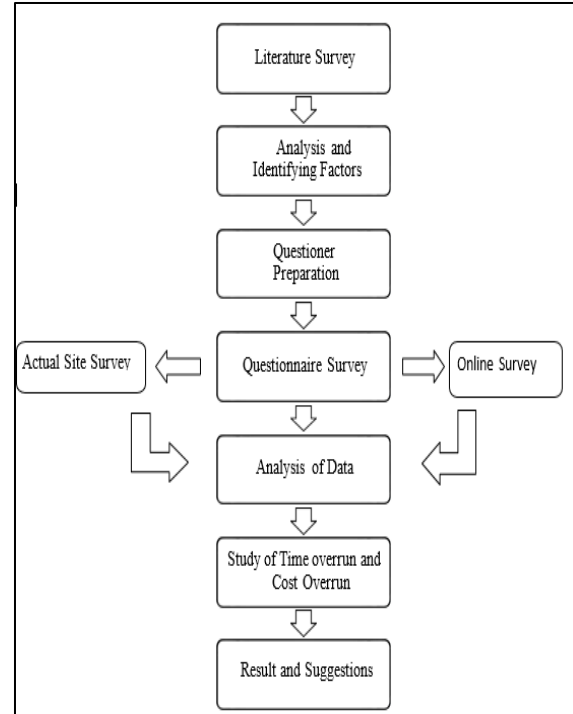 Literature Survey
Analysis and
Identifying Factors
Questioner
Preparation
Actual Site Survey
Questionnaire Survey
Online Survey
Analysis of Data
Study of Time overrun and
Cost Overrun
Result and Suggestions